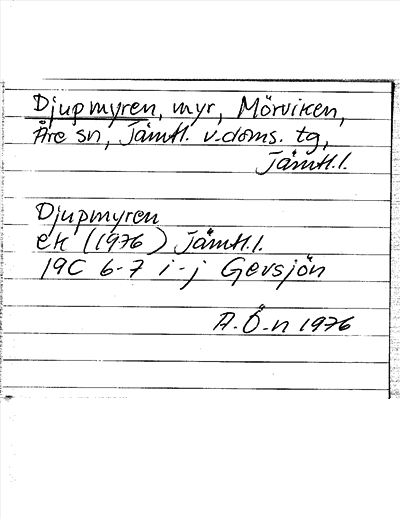 Djupmyren, myr, Mörviken,
Åre sn, Jämtl. v. doms. tg,
Jämtl. l.
Djupmyren
ek (1976) Jämtl. l.
19C 6-7 i-j Gevsjön
A.Ö-n 1976